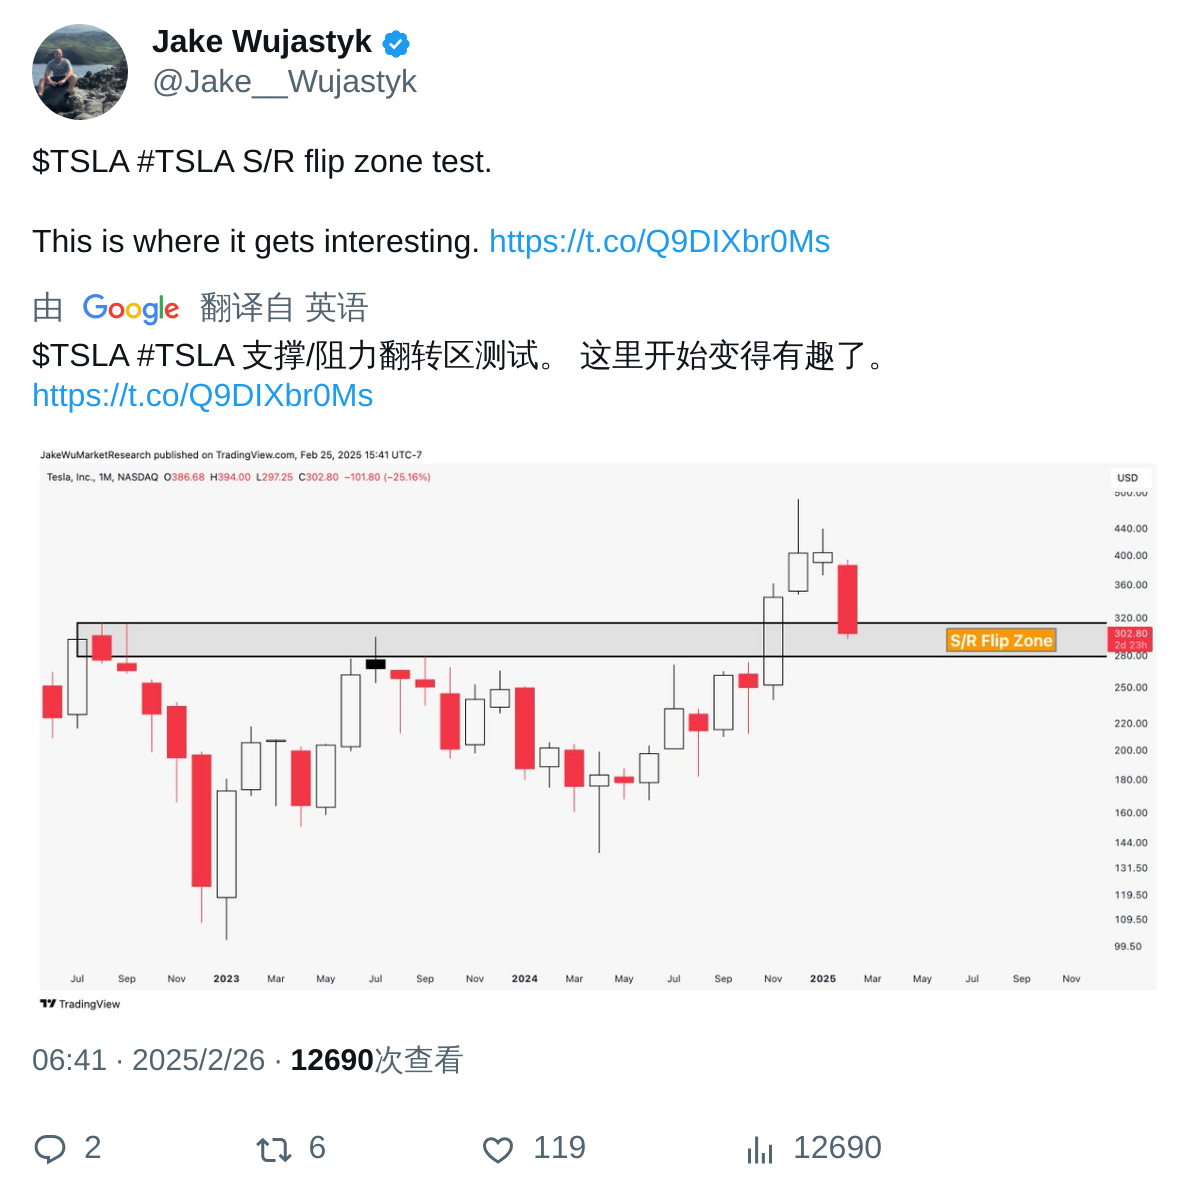 Jake Wujastyk
@Jake__Wujastyk
$TSLA #TSLA S/R flip zone test.
This is where it gets interesting. https://t.co/Q9DIXbr0Ms
由 Google 翻译自 英语
$TSLA #TSLA 支撑/阻力翻转区测试。 这里开始变得有趣了。
https://t.co/Q9DIXbr0Ms
JakeWuMarketResearch published on TradingView.com, Feb 25, 2025 15:41 UTC-7
Tesla, Inc., 1M, NASDAQ O386.68 H394.00 L297.25 C302.80 −101.80 (−25.16%)
USD
500.00
440.00
400.00
360.00
320.00
302.80
2d 23h
280.00
250.00
220.00
200.00
180.00
160.00
144.00
131.50
119.50
109.50
99.50
S/R Flip Zone
Jul Sep Nov 2023 Mar May Jul Sep Nov 2024 Mar May Jul Sep Nov 2025 Mar May Jul Sep Nov
TradingView
06:41 · 2025/2/26 · 12690次查看
2 6 119 12690